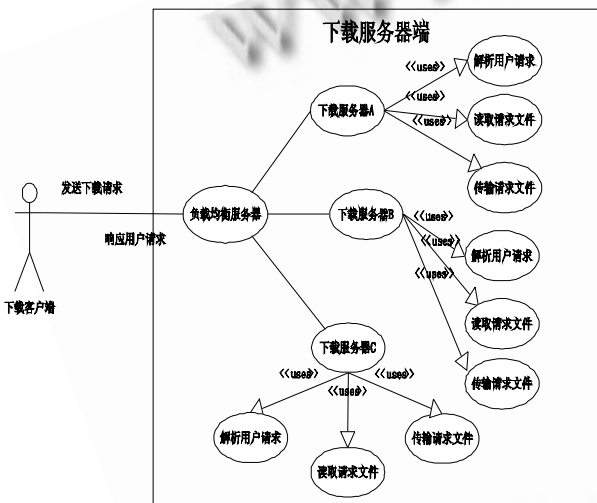 下载服务器端
<<uses>>
解析用户请求
<<uses>>
下载服务器A
<<uses>>
读取请求文件
传输请求文件
发送下载请求
负载均衡服务器
下载服务器B
<<uses>>
响应用户请求
<<uses>>
解析用户请求
<<uses>>
下载客户端
读取请求文件
下载服务器C
<<uses>>
<<uses>>
<<uses>>
传输请求文件
解析用户请求
传输请求文件
读取请求文件